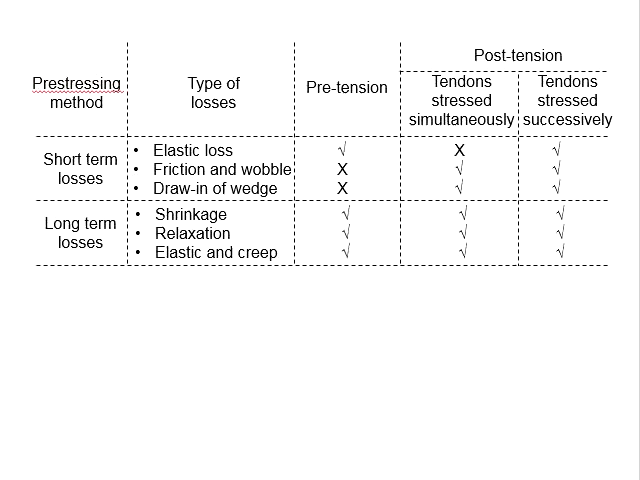 Post-tension
Prestressing method
Type of losses
Pre-tension
Tendons stressed simultaneously
Tendons stressed successively
Short term losses
• Elastic loss √ X √
• Friction and wobble X √ √
• Draw-in of wedge X √ √
Long term losses
• Shrinkage √ √ √
• Relaxation √ √ √
• Elastic and creep √ √ √